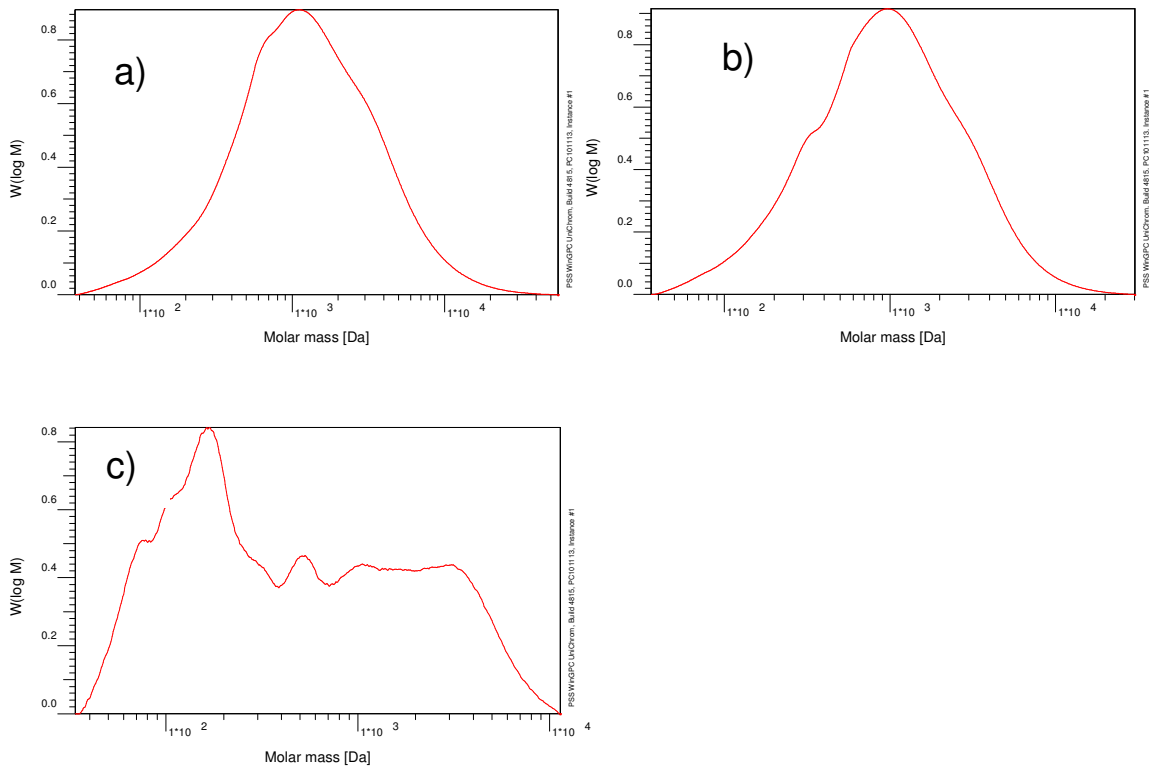 a)
0.8
0.6
0.4
0.2
0.0
W(log M)
1*10 2
1*10 3
1*10 4
Molar mass [Da]
PSS WinGPC UniChrom, Build 4815, PC101113, Instance #1
b)
0.8
0.6
0.4
0.2
0.0
W(log M)
1*10 2
1*10 3
1*10 4
Molar mass [Da]
PSS WinGPC UniChrom, Build 4815, PC101113, Instance #1
c)
0.8
0.6
0.4
0.2
0.0
W(log M)
1*10 2
1*10 3
1*10 4
Molar mass [Da]
PSS WinGPC UniChrom, Build 4815, PC101113, Instance #1